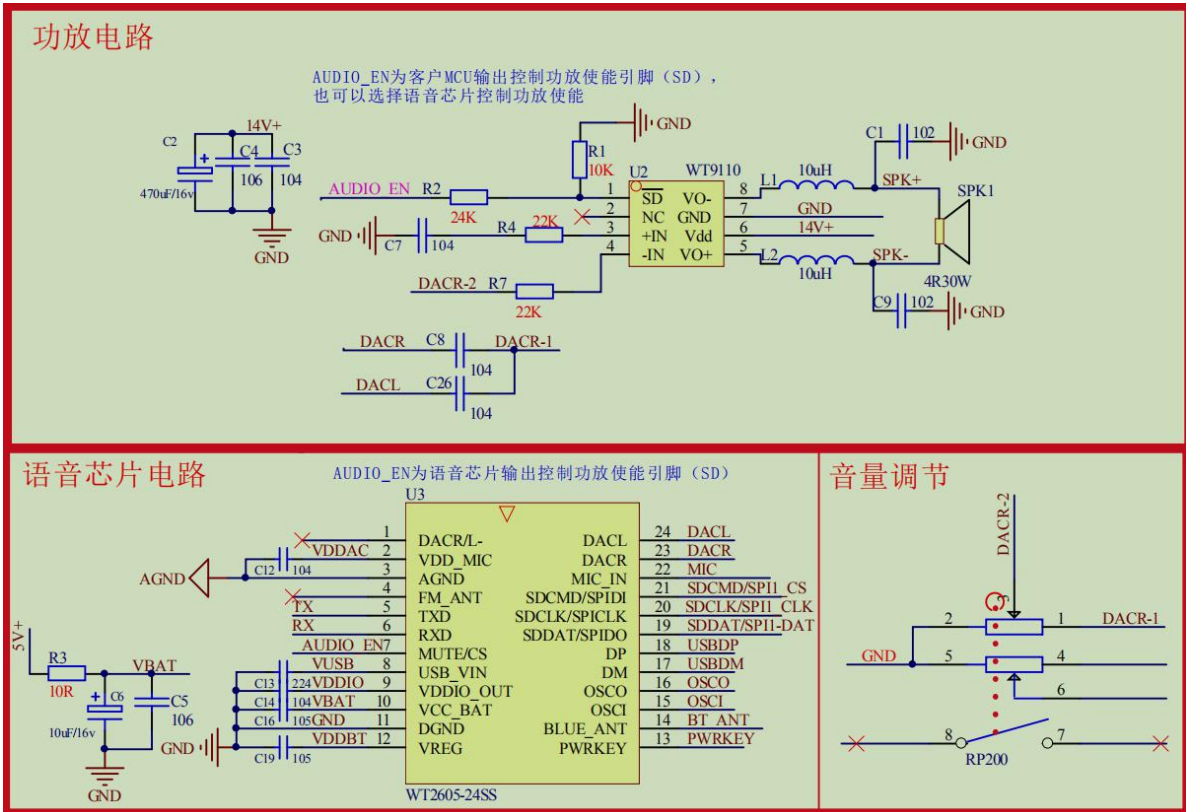 功放电路
AUDIO_EN为客户MCU输出控制功放使能引脚（SD），
也可以选择语音芯片控制功放使能
14V+
C2
C4
C3
106
104
470uF/16v
GND
GND
R1
10K
AUDIO_EN
R2
24K
GND
C7
104
R4
22K
DACR-2
R7
22K
U2
WT9110
1
SD
VO-
8
2
NC
GND
7
3
+IN
Vdd
6
4
-IN
VO+
5
L1
10uH
C1
102
GND
SPK+
SPK1
GND
14V+
L2
10uH
SPK-
4R30W
C9
102
GND
DACR
C8
DACR-1
104
DACL
C26
104
语音芯片电路
AUDIO_EN为语音芯片输出控制功放使能引脚（SD）
U3
1
DACR/L-
DACL
24
DACL
VDDAC
2
VDD_MIC
DACR
23
DACR
AGND
C12
104
3
AGND
MIC_IN
22
MIC
4
FM_ANT
SDCMD/SPIDI
21
SDCMD/SPI1_CS
TX
5
TXD
SDCLK/SPICLK
20
SDCLK/SPI1_CLK
RX
6
RXD
SDDAT/SPIDO
19
SDDAT/SPI1-DAT
AUDIO_EN
7
MUTE/CS
DP
18
USBDP
VUSB
8
USB_VIN
DM
17
USBDM
C13
224
VDDIO
9
VDDIO_OUT
OSCO
16
OSCO
C14
104
VBAT
10
VCC_BAT
OSCI
15
OSCI
C16
105
GND
11
DGND
BLUE_ANT
14
BT_ANT
VDDBT
12
VREG
PWRKEY
13
PWRKEY
GND
C19
105
WT2605-24SS
5V+
R3
10R
VBAT
C6
10uF/16v
C5
106
GND
音量调节
DACR-2
3
2
1
DACR-1
GND
5
4
6
8
7
RP200